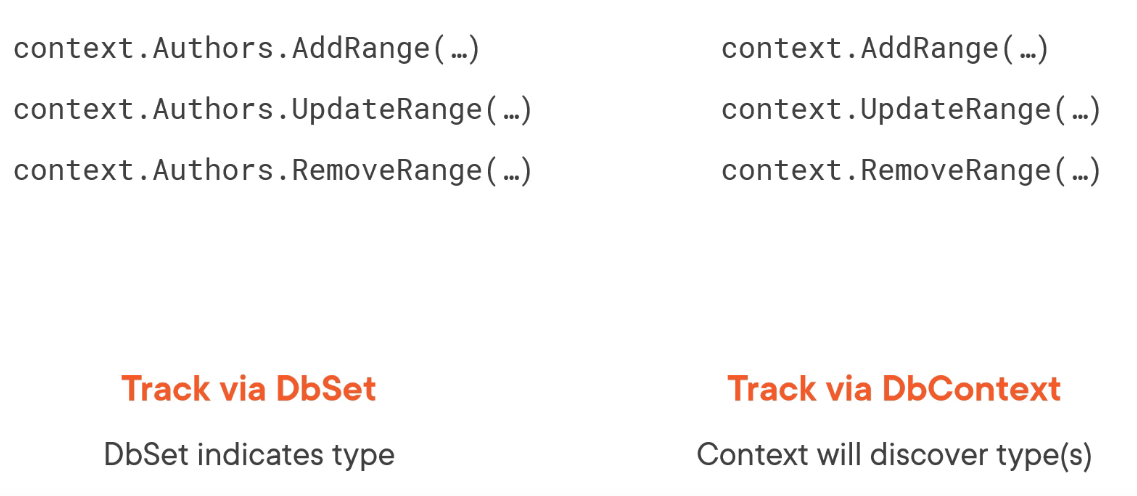 context.Authors.AddRange(…)
context.Authors.UpdateRange(…)
context.Authors.RemoveRange(…)
Track via DbSet
DbSet indicates type
context.AddRange(…)
context.UpdateRange(…)
context.RemoveRange(…)
Track via DbContext
Context will discover type(s)